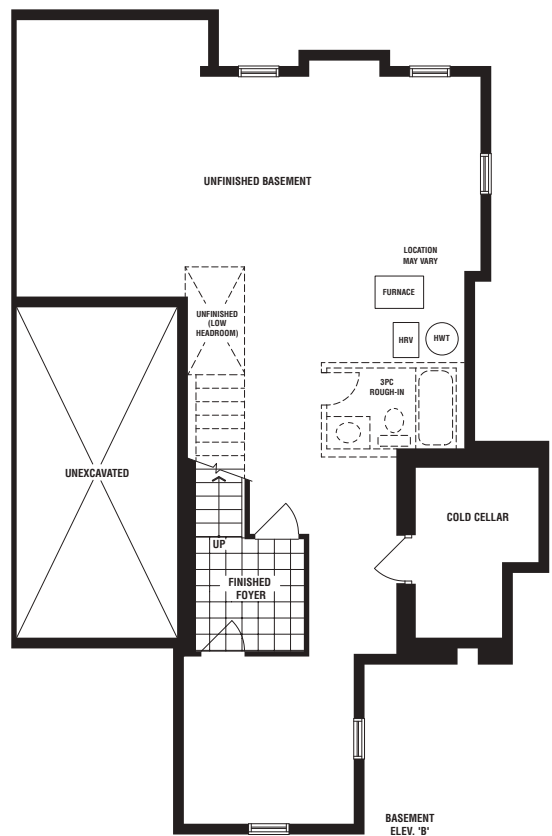 UNFINISHED BASEMENT
LOCATION
MAY VARY
FURNACE
UNFINISHED
(LOW
HEADROOM)
HRV
HWT
3PC
ROUGH-IN
UNEXCAVATED
COLD CELLAR
UP
FINISHED
FOYER
BASEMENT
ELEV. 'B'